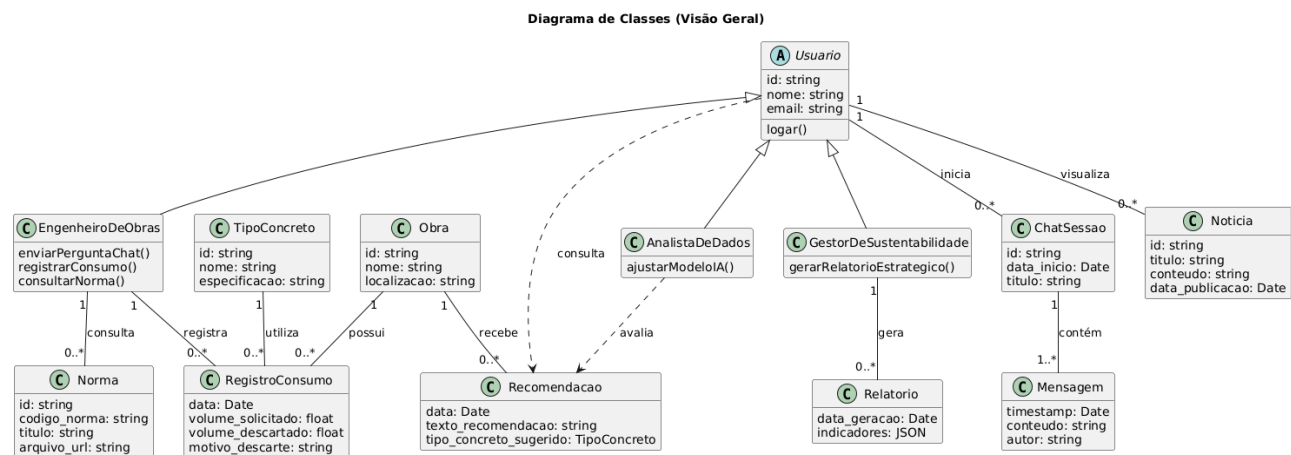 Diagrama de Classes (Visão Geral)
A Usuario
id: string
nome: string
email: string
logar()
1
1
inicia
visualiza
0..*
0..*
consulta
C EngenheiroDeObras
enviarPerguntaChat()
registrarConsumo()
consultarNorma()
C TipoConcreto
id: string
nome: string
especificacao: string
C Obra
id: string
nome: string
localizacao: string
C AnalistaDeDados
ajustarModeloIA()
C GestorDeSustentabilidade
gerarRelatorioEstrategico()
C ChatSessao
id: string
data_inicio: Date
titulo: string
C Noticia
id: string
titulo: string
conteudo: string
data_publicacao: Date
1
consulta
0..*
1
registra
0..*
1
utiliza
0..*
1
possui
0..*
1
recebe
0..*
avalia
1
gera
0..*
1
contém
1..*
C Norma
id: string
codigo_norma: string
titulo: string
arquivo_url: string
C RegistroConsumo
data: Date
volume_solicitado: float
volume_descartado: float
motivo_descarte: string
C Recomendacao
data: Date
texto_recomendacao: string
tipo_concreto_sugerido: TipoConcreto
C Relatorio
data_geracao: Date
indicadores: JSON
C Mensagem
timestamp: Date
conteudo: string
autor: string